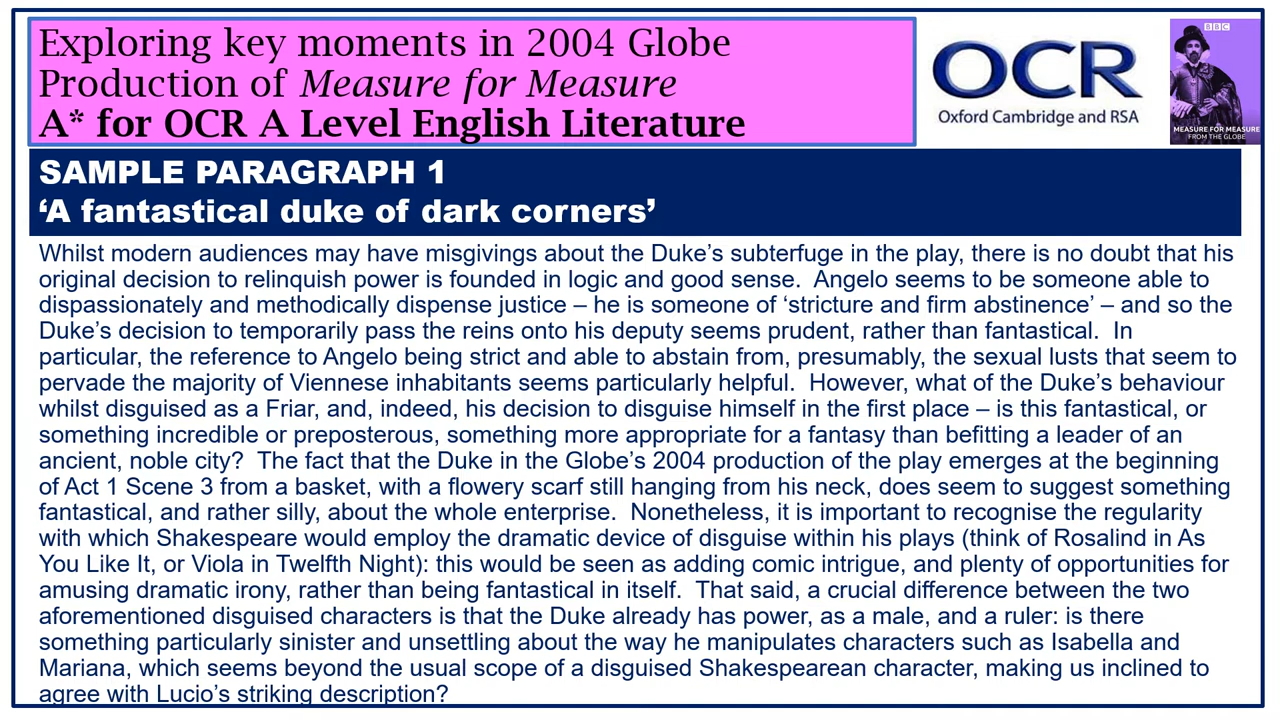 Exploring key moments in 2004 Globe
Production of Measure for Measure
A* for OCR A Level English Literature
OCR
Oxford Cambridge and RSA
BBC
MEASURE FOR MEASURE
FROM THE GLOBE
SAMPLE PARAGRAPH 1
‘A fantastical duke of dark corners’
Whilst modern audiences may have misgivings about the Duke’s subterfuge in the play, there is no doubt that his
original decision to relinquish power is founded in logic and good sense.  Angelo seems to be someone able to
dispassionately and methodically dispense justice – he is someone of ‘stricture and firm abstinence’ – and so the
Duke’s decision to temporarily pass the reins onto his deputy seems prudent, rather than fantastical.  In
particular, the reference to Angelo being strict and able to abstain from, presumably, the sexual lusts that seem to
pervade the majority of Viennese inhabitants seems particularly helpful.  However, what of the Duke’s behaviour
whilst disguised as a Friar, and, indeed, his decision to disguise himself in the first place – is this fantastical, or
something incredible or preposterous, something more appropriate for a fantasy than befitting a leader of an
ancient, noble city?  The fact that the Duke in the Globe’s 2004 production of the play emerges at the beginning
of Act 1 Scene 3 from a basket, with a flowery scarf still hanging from his neck, does seem to suggest something
fantastical, and rather silly, about the whole enterprise.  Nonetheless, it is important to recognise the regularity
with which Shakespeare would employ the dramatic device of disguise within his plays (think of Rosalind in As
You Like It, or Viola in Twelfth Night): this would be seen as adding comic intrigue, and plenty of opportunities for
amusing dramatic irony, rather than being fantastical in itself.  That said, a crucial difference between the two
aforementioned disguised characters is that the Duke already has power, as a male, and a ruler: is there
something particularly sinister and unsettling about the way he manipulates characters such as Isabella and
Mariana, which seems beyond the usual scope of a disguised Shakespearean character, making us inclined to
agree with Lucio’s striking description?